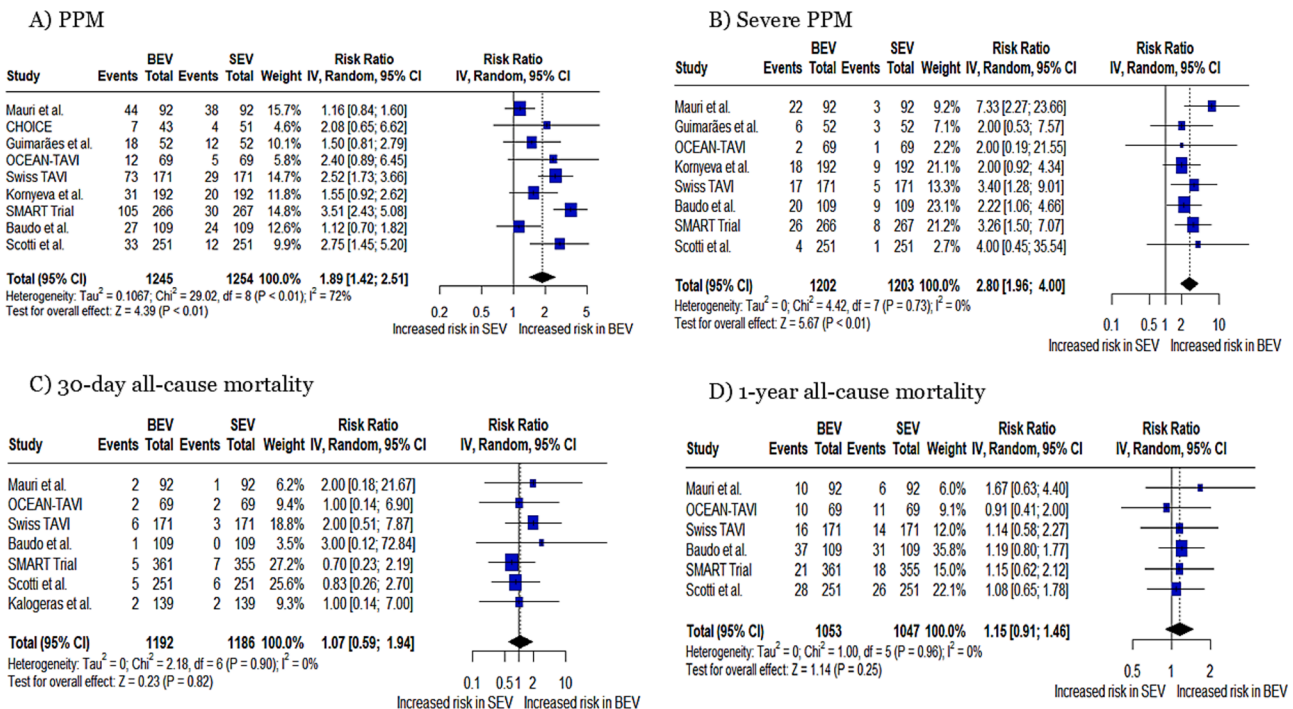 A) PPM
BEV SEV Risk Ratio Risk Ratio
Study Events Total Events Total Weight IV, Random, 95% CI IV, Random, 95% CI
Mauri et al. 44 92 38 92 15.7% 1.16 [0.84; 1.60]
CHOICE 7 43 4 51 4.6% 2.08 [0.65; 6.62]
Guimarães et al. 18 52 12 52 10.1% 1.50 [0.81; 2.79]
OCEAN-TAVI 12 69 5 69 5.8% 2.40 [0.89; 6.45]
Swiss TAVI 73 171 29 171 14.7% 2.52 [1.73; 3.66]
Kornyeva et al. 31 192 20 192 11.8% 1.55 [0.92; 2.62]
SMART Trial 105 266 30 267 14.8% 3.51 [2.43; 5.08]
Baudo et al. 27 109 24 109 12.6% 1.12 [0.70; 1.82]
Scotti et al. 33 251 12 251 9.9% 2.75 [1.45; 5.20]
Total (95% CI) 1245 1254 100.0% 1.89 [1.42; 2.51]
Heterogeneity: Tau² = 0.1067; Chi² = 29.02, df = 8 (P < 0.01); I² = 72%
Test for overall effect: Z = 4.39 (P < 0.01)
0.2 0.5 1 2 5
Increased risk in SEV Increased risk in BEV
B) Severe PPM
BEV SEV Risk Ratio Risk Ratio
Study Events Total Events Total Weight IV, Random, 95% CI IV, Random, 95% CI
Mauri et al. 22 92 3 92 9.2% 7.33 [2.27; 23.66]
Guimarães et al. 6 52 3 52 7.1% 2.00 [0.53; 7.57]
OCEAN-TAVI 2 69 1 69 2.2% 2.00 [0.19; 21.55]
Kornyeva et al. 18 192 9 192 21.1% 2.00 [0.92; 4.34]
Swiss TAVI 17 171 5 171 13.3% 3.40 [1.28; 9.01]
Baudo et al. 20 109 9 109 23.1% 2.22 [1.06; 4.66]
SMART Trial 26 266 8 267 21.2% 3.26 [1.50; 7.07]
Scotti et al. 4 251 1 251 2.7% 4.00 [0.45; 35.54]
Total (95% CI) 1202 1203 100.0% 2.80 [1.96; 4.00]
Heterogeneity: Tau² = 0; Chi² = 4.42, df = 7 (P = 0.73); I² = 0%
Test for overall effect: Z = 5.67 (P < 0.01)
0.1 0.5 1 2 10
Increased risk in SEV Increased risk in BEV
C) 30-day all-cause mortality
BEV SEV Risk Ratio Risk Ratio
Study Events Total Events Total Weight IV, Random, 95% CI IV, Random, 95% CI
Mauri et al. 2 92 1 92 6.2% 2.00 [0.18; 21.67]
OCEAN-TAVI 2 69 2 69 9.4% 1.00 [0.14; 6.90]
Swiss TAVI 6 171 3 171 18.8% 2.00 [0.51; 7.87]
Baudo et al. 1 109 0 109 3.5% 3.00 [0.12; 72.84]
SMART Trial 5 361 7 355 27.2% 0.70 [0.23; 2.19]
Scotti et al. 5 251 6 251 25.6% 0.83 [0.26; 2.70]
Kalogeras et al. 2 139 2 139 9.3% 1.00 [0.14; 7.00]
Total (95% CI) 1192 1186 100.0% 1.07 [0.59; 1.94]
Heterogeneity: Tau² = 0; Chi² = 2.18, df = 6 (P = 0.90); I² = 0%
Test for overall effect: Z = 0.23 (P = 0.82)
0.1 0.5 1 2 10
Increased risk in SEV Increased risk in BEV
D) 1-year all-cause mortality
BEV SEV Risk Ratio Risk Ratio
Study Events Total Events Total Weight IV, Random, 95% CI IV, Random, 95% CI
Mauri et al. 10 92 6 92 6.0% 1.67 [0.63; 4.40]
OCEAN-TAVI 10 69 11 69 9.1% 0.91 [0.41; 2.00]
Swiss TAVI 16 171 14 171 12.0% 1.14 [0.58; 2.27]
Baudo et al. 37 109 31 109 35.8% 1.19 [0.80; 1.77]
SMART Trial 21 361 18 355 15.0% 1.15 [0.62; 2.12]
Scotti et al. 28 251 26 251 22.1% 1.08 [0.65; 1.78]
Total (95% CI) 1053 1047 100.0% 1.15 [0.91; 1.46]
Heterogeneity: Tau² = 0; Chi² = 1.00, df = 5 (P = 0.96); I² = 0%
Test for overall effect: Z = 1.14 (P = 0.25)
0.5 1 2
Increased risk in SEV Increased risk in BEV